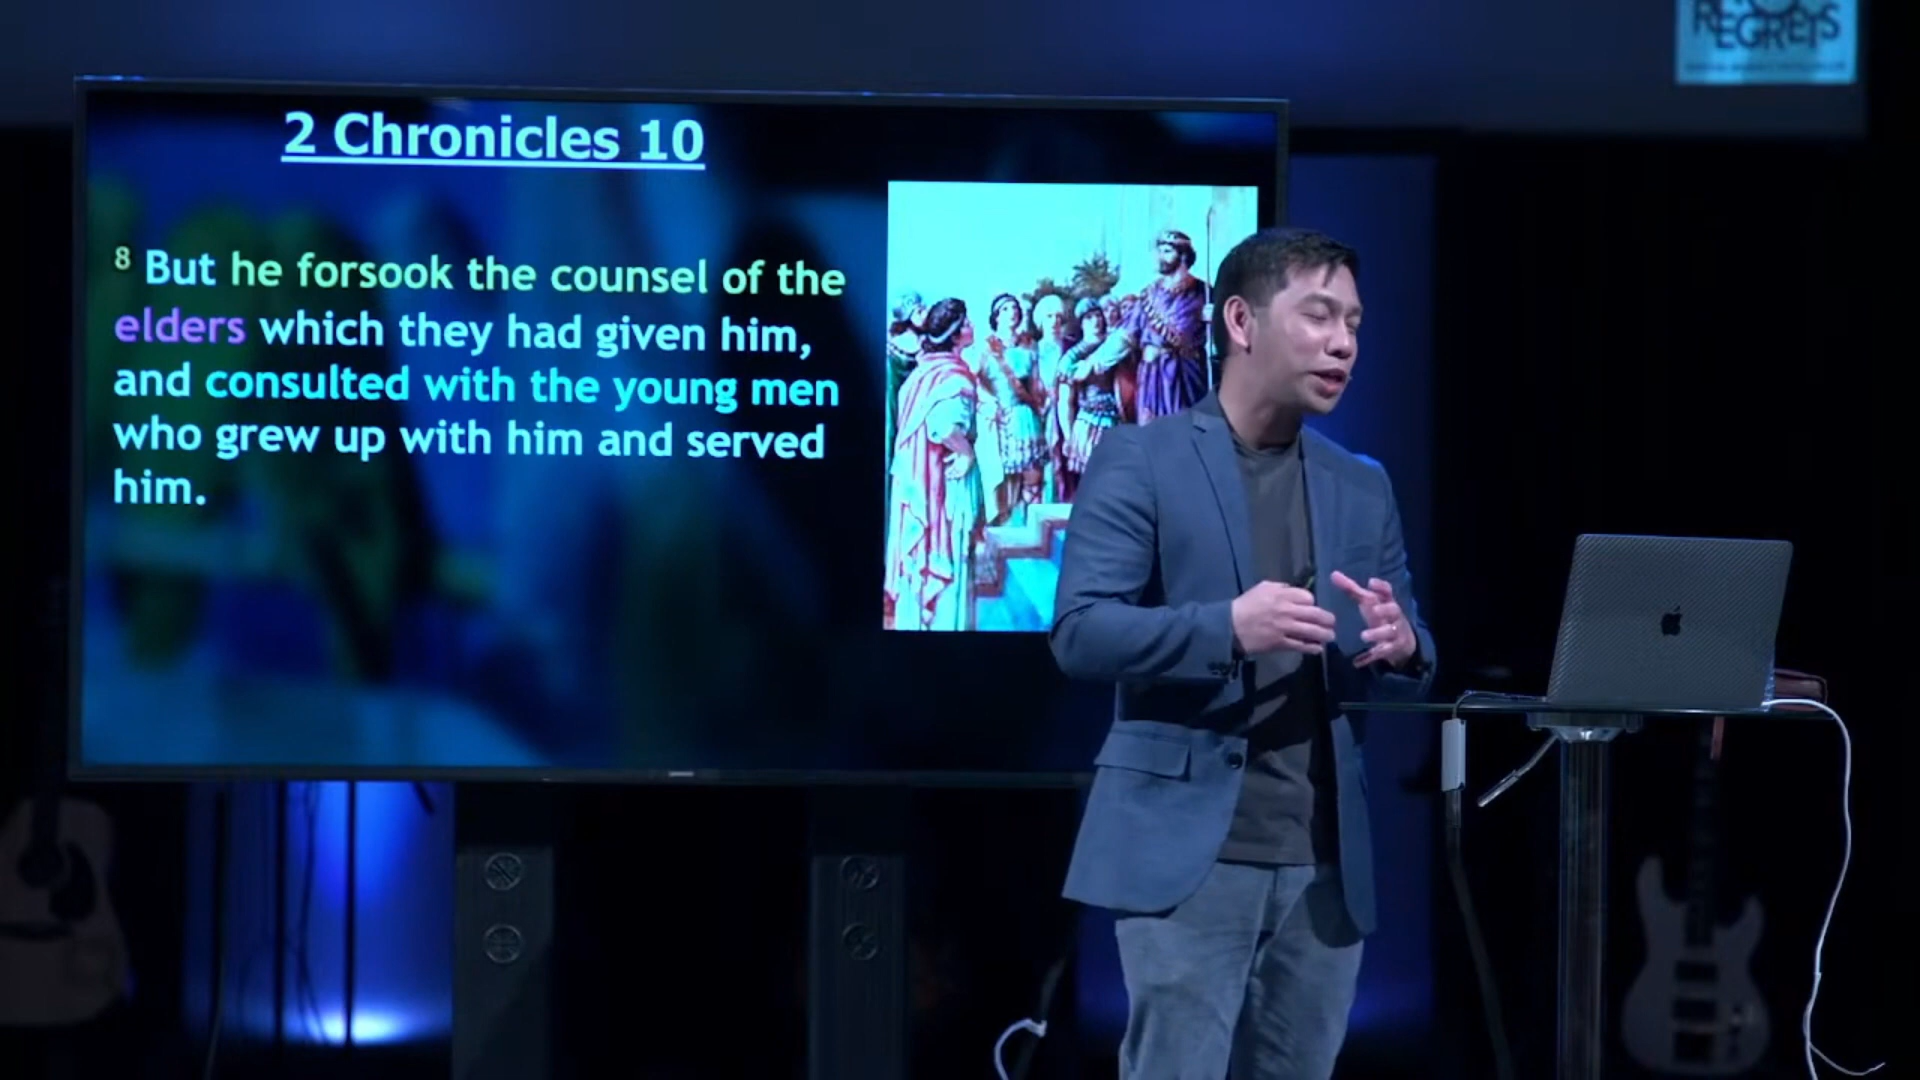 REGRETS
2 Chronicles 10
8 But he forsook the counsel of the
elders which they had given him,
and consulted with the young men
who grew up with him and served
him.